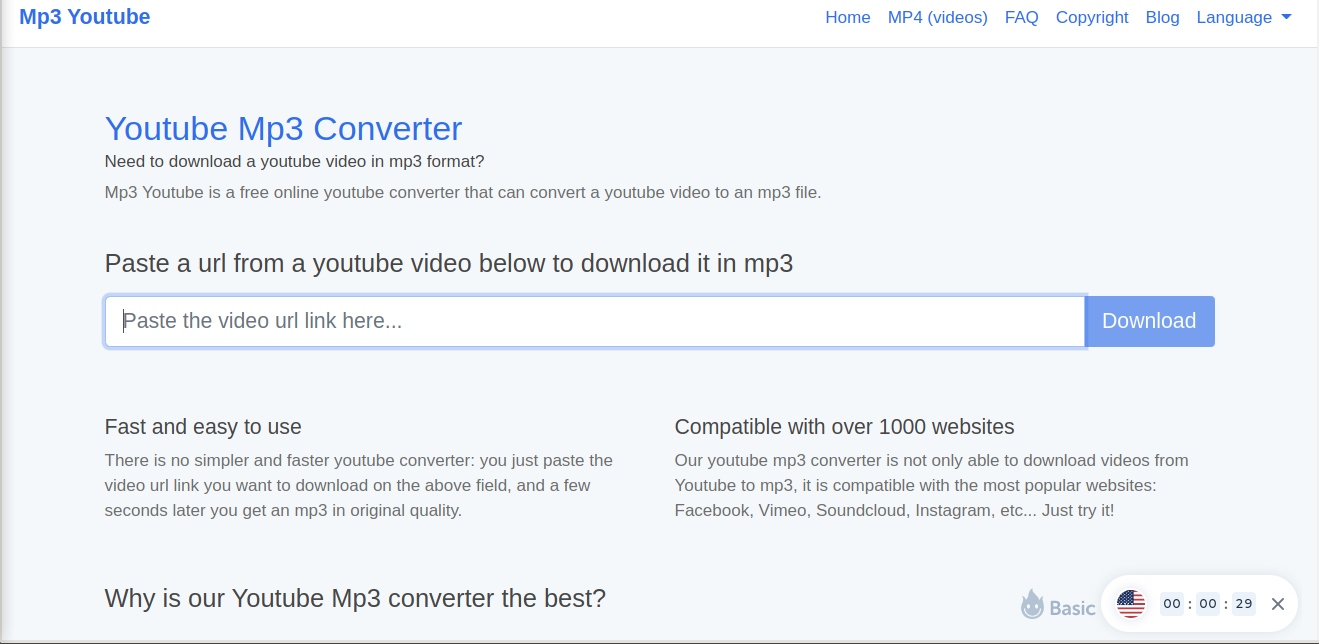 Mp3 Youtube
Home MP4 (videos) FAQ Copyright Blog Language
Youtube Mp3 Converter
Need to download a youtube video in mp3 format?
Mp3 Youtube is a free online youtube converter that can convert a youtube video to an mp3 file.
Paste a url from a youtube video below to download it in mp3
Paste the video url link here...
Download
Fast and easy to use
There is no simpler and faster youtube converter: you just paste the
video url link you want to download on the above field, and a few
seconds later you get an mp3 in original quality.
Compatible with over 1000 websites
Our youtube mp3 converter is not only able to download videos from
Youtube to mp3, it is compatible with the most popular websites:
Facebook, Vimeo, Soundcloud, Instagram, etc... Just try it!
Why is our Youtube Mp3 converter the best?
Basic
00 : 00 : 29